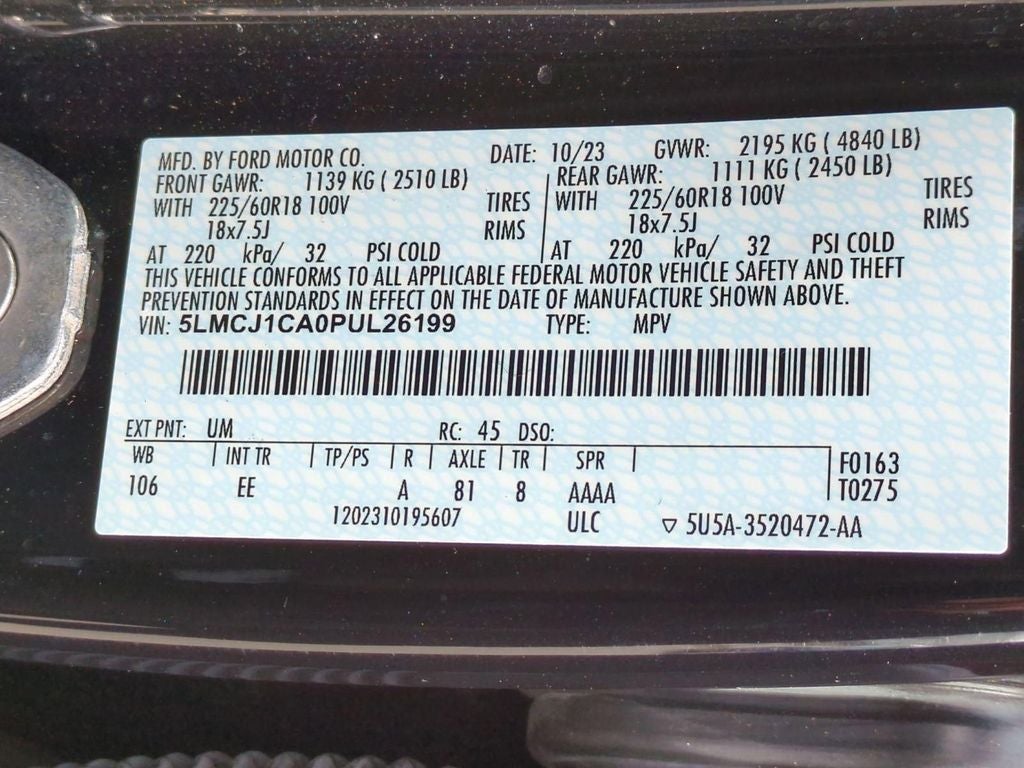 MFD. BY FORD MOTOR CO. DATE: 10/23 GVWR: 2195 KG ( 4840 LB)
FRONT GAWR: 1139 KG ( 2510 LB) REAR GAWR: 1111 KG ( 2450 LB)
WITH 225/60R18 100V TIRES WITH 225/60R18 100V TIRES
18x7.5J RIMS 18x7.5J RIMS
AT 220 kPa/ 32 PSI COLD AT 220 kPa/ 32 PSI COLD
THIS VEHICLE CONFORMS TO ALL APPLICABLE FEDERAL MOTOR VEHICLE SAFETY AND THEFT
PREVENTION STANDARDS IN EFFECT ON THE DATE OF MANUFACTURE SHOWN ABOVE.
VIN: 5LMCJ1CA0PUL26199 TYPE: MPV
EXT PNT: UM RC: 45 DSO:
WB INT TR TP/PS R AXLE TR SPR F0163
106 EE A 81 8 AAAA T0275
1202310195607 ULC ▽ 5U5A-3520472-AA